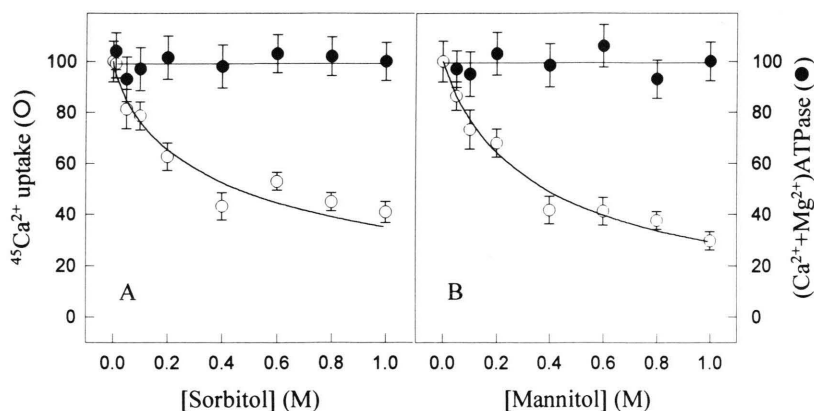 ⁴⁵Ca²⁺ uptake (○)
100
80
60
40
20
0
A
B
100
80
60
40
20
0
(Ca²⁺+Mg²⁺)ATPase (●)
0.0 0.2 0.4 0.6 0.8 1.0
0.0 0.2 0.4 0.6 0.8 1.0
[Sorbitol] (M)
[Mannitol] (M)